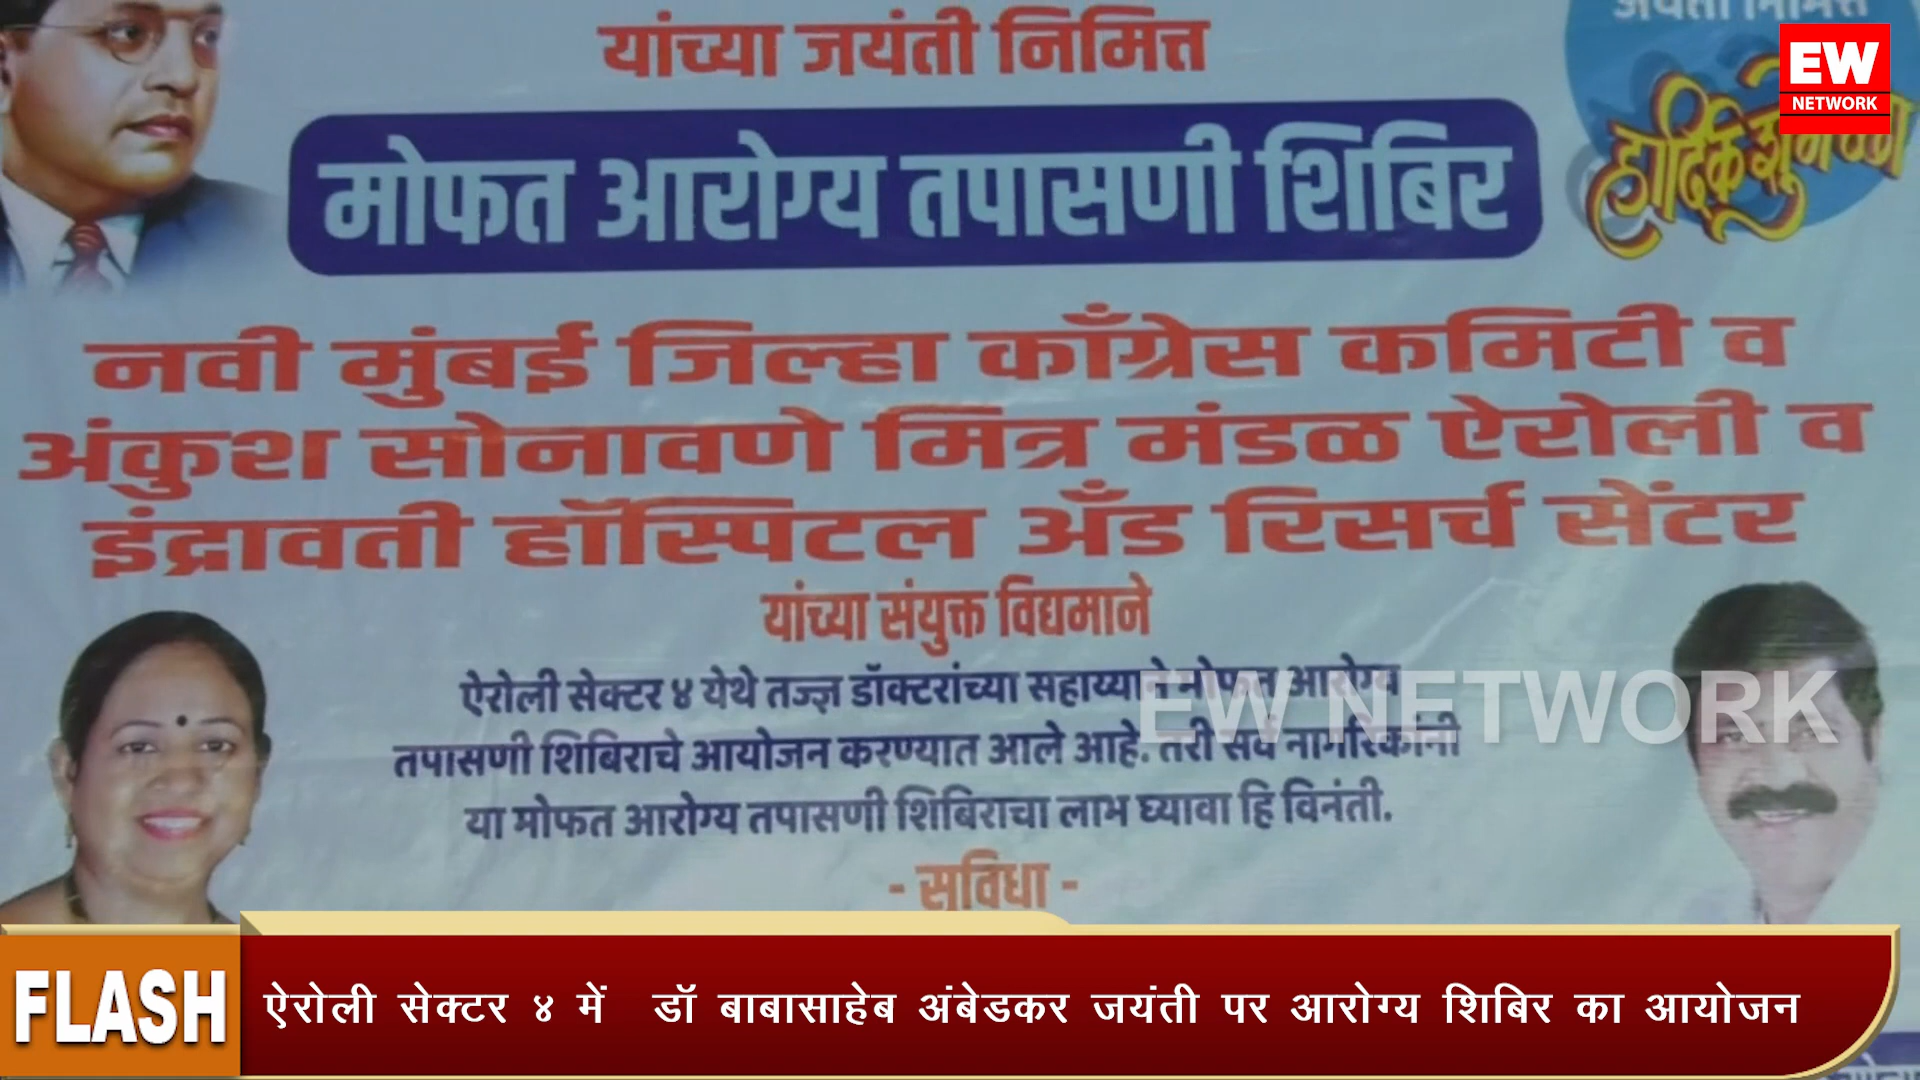 यांच्या जयंती निमित्त
जयंती निमित्त
हार्दिक शुभेच्छा
EW
NETWORK
मोफत आरोग्य तपासणी शिबिर
नवी मुंबई जिल्हा काँग्रेस कमिटी व
अंकुश सोनावणे मित्र मंडळ ऐरोली व
इंद्रावती हॉस्पिटल अँड रिसर्च सेंटर
यांच्या संयुक्त विद्यमाने
ऐरोली सेक्टर ४ येथे तज्ज्ञ डॉक्टरांच्या सहाय्याने मोफत आरोग्य
तपासणी शिबिराचे आयोजन करण्यात आले आहे. तरी सर्व नागरिकांनी
या मोफत आरोग्य तपासणी शिबिराचा लाभ घ्यावा हि विनंती.
EW NETWORK
- सुविधा -
FLASH
ऐरोली सेक्टर ४ में डॉ बाबासाहेब अंबेडकर जयंती पर आरोग्य शिबिर का आयोजन